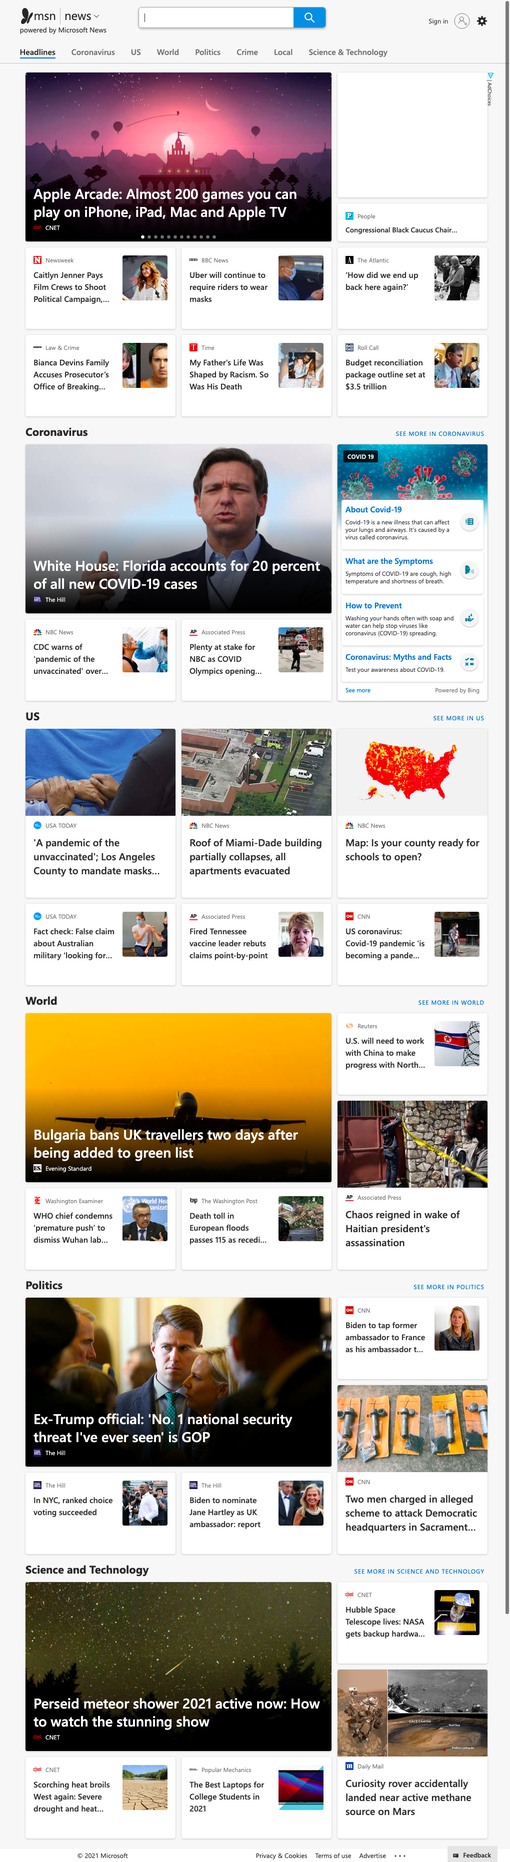 msn | news
powered by Microsoft News
Sign in
Headlines Coronavirus US World Politics Crime Local Science & Technology
AdChoices
Apple Arcade: Almost 200 games you can
play on iPhone, iPad, Mac and Apple TV
CNET
People
Congressional Black Caucus Chair...
Newsweek
Caitlyn Jenner Pays
Film Crews to Shoot
Political Campaign,...
BBC News
Uber will continue to
require riders to wear
masks
The Atlantic
'How did we end up
back here again?'
Law & Crime
Bianca Devins Family
Accuses Prosecutor's
Office of Breaking...
Time
My Father's Life Was
Shaped by Racism. So
Was His Death
Roll Call
Budget reconciliation
package outline set at
$3.5 trillion
Coronavirus
SEE MORE IN CORONAVIRUS
White House: Florida accounts for 20 percent
of all new COVID-19 cases
The Hill
COVID 19
About Covid-19
Covid-19 is a new illness that can affect
your lungs and airways. It's caused by a
virus called coronavirus.
What are the Symptoms
Symptoms of COVID-19 are cough, high
temperature and shortness of breath.
How to Prevent
Washing your hands often with soap and
water can help stop viruses like
coronavirus (COVID-19) spreading.
Coronavirus: Myths and Facts
Test your awareness about COVID-19.
See more
Powered by Bing
NBC News
CDC warns of
'pandemic of the
unvaccinated' over...
Associated Press
Plenty at stake for
NBC as COVID
Olympics opening...
US
SEE MORE IN US
USA TODAY
'A pandemic of the
unvaccinated'; Los Angeles
County to mandate masks...
NBC News
Roof of Miami-Dade building
partially collapses, all
apartments evacuated
NBC News
Map: Is your county ready for
schools to open?
USA TODAY
Fact check: False claim
about Australian
military 'looking for...
Associated Press
Fired Tennessee
vaccine leader rebuts
claims point-by-point
CNN
US coronavirus:
Covid-19 pandemic 'is
becoming a pande...
World
SEE MORE IN WORLD
Bulgaria bans UK travellers two days after
being added to green list
Evening Standard
Reuters
U.S. will need to work
with China to make
progress with North...
Washington Examiner
WHO chief condemns
'premature push' to
dismiss Wuhan lab...
The Washington Post
Death toll in
European floods
passes 115 as recedi...
Associated Press
Chaos reigned in wake of
Haitian president's
assassination
Politics
SEE MORE IN POLITICS
Ex-Trump official: 'No. 1 national security
threat I've ever seen' is GOP
The Hill
CNN
Biden to tap former
ambassador to France
as his ambassador t...
The Hill
In NYC, ranked choice
voting succeeded
The Hill
Biden to nominate
Jane Hartley as UK
ambassador: report
CNN
Two men charged in alleged
scheme to attack Democratic
headquarters in Sacrament...
Science and Technology
SEE MORE IN SCIENCE AND TECHNOLOGY
Perseid meteor shower 2021 active now: How
to watch the stunning show
CNET
CNET
Hubble Space
Telescope lives: NASA
gets backup hardwa...
CNET
Scorching heat broils
West again: Severe
drought and heat...
Popular Mechanics
The Best Laptops for
College Students in
2021
Daily Mail
Curiosity rover accidentally
landed near active methane
source on Mars
© 2021 Microsoft
Privacy & Cookies Terms of use Advertise ...
Feedback